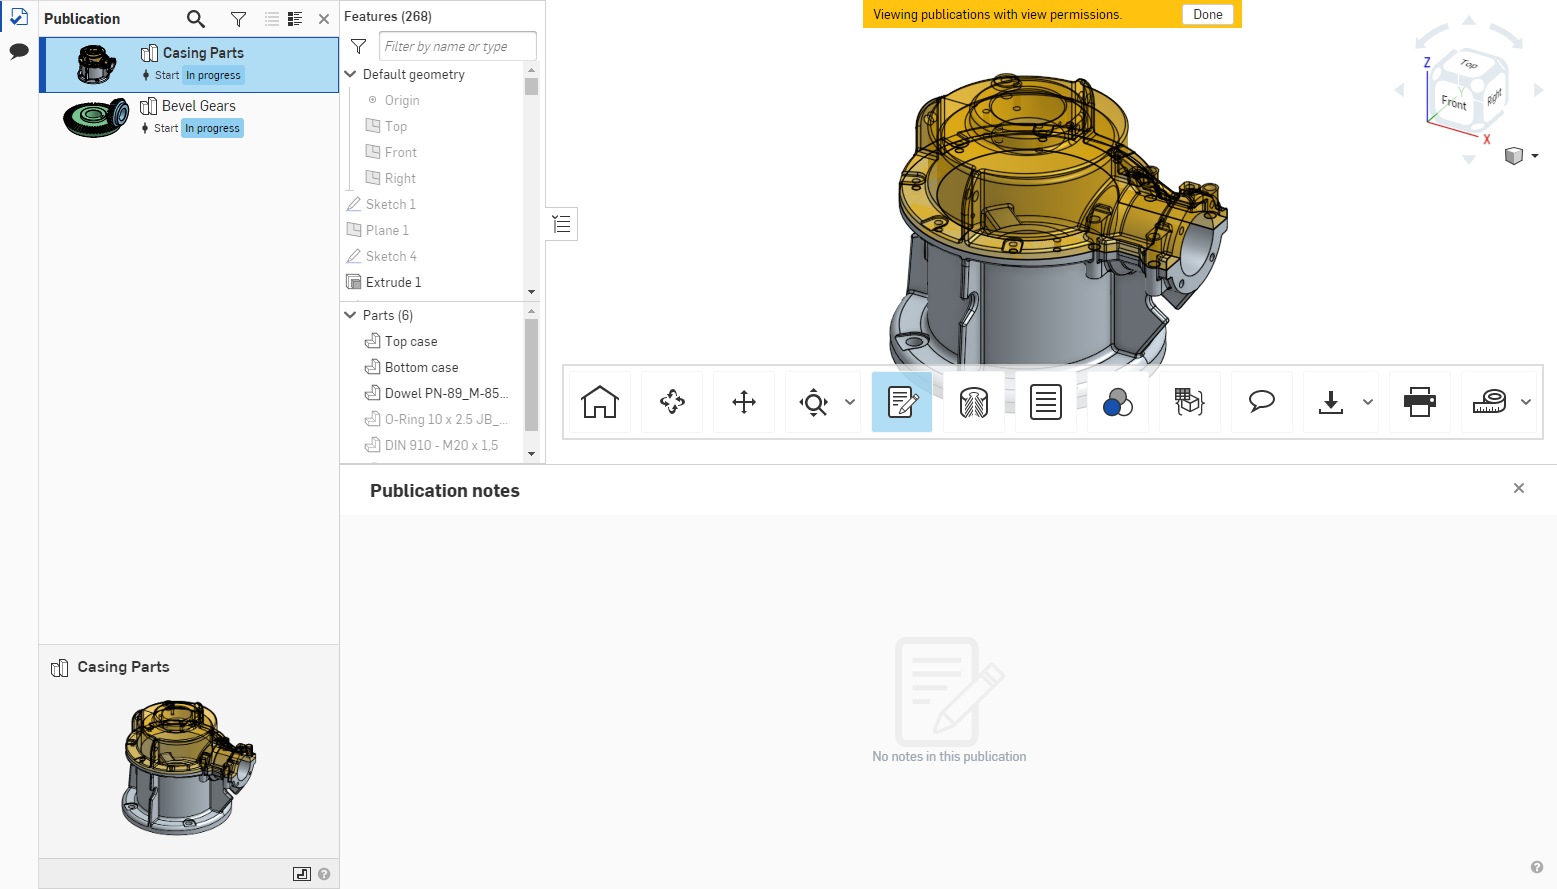 Publication
Casing Parts
Start In progress
Bevel Gears
Start In progress
Casing Parts
Features (268)
Filter by name or type
Default geometry
Origin
Top
Front
Right
Sketch 1
Plane 1
Sketch 4
Extrude 1
Parts (6)
Top case
Bottom case
Dowel PN-89_M-85...
O-Ring 10 x 2.5 JB_...
DIN 910 - M20 x 1,5
Viewing publications with view permissions.
Done
Z
Top
Y
Front
Right
X
Publication notes
No notes in this publication